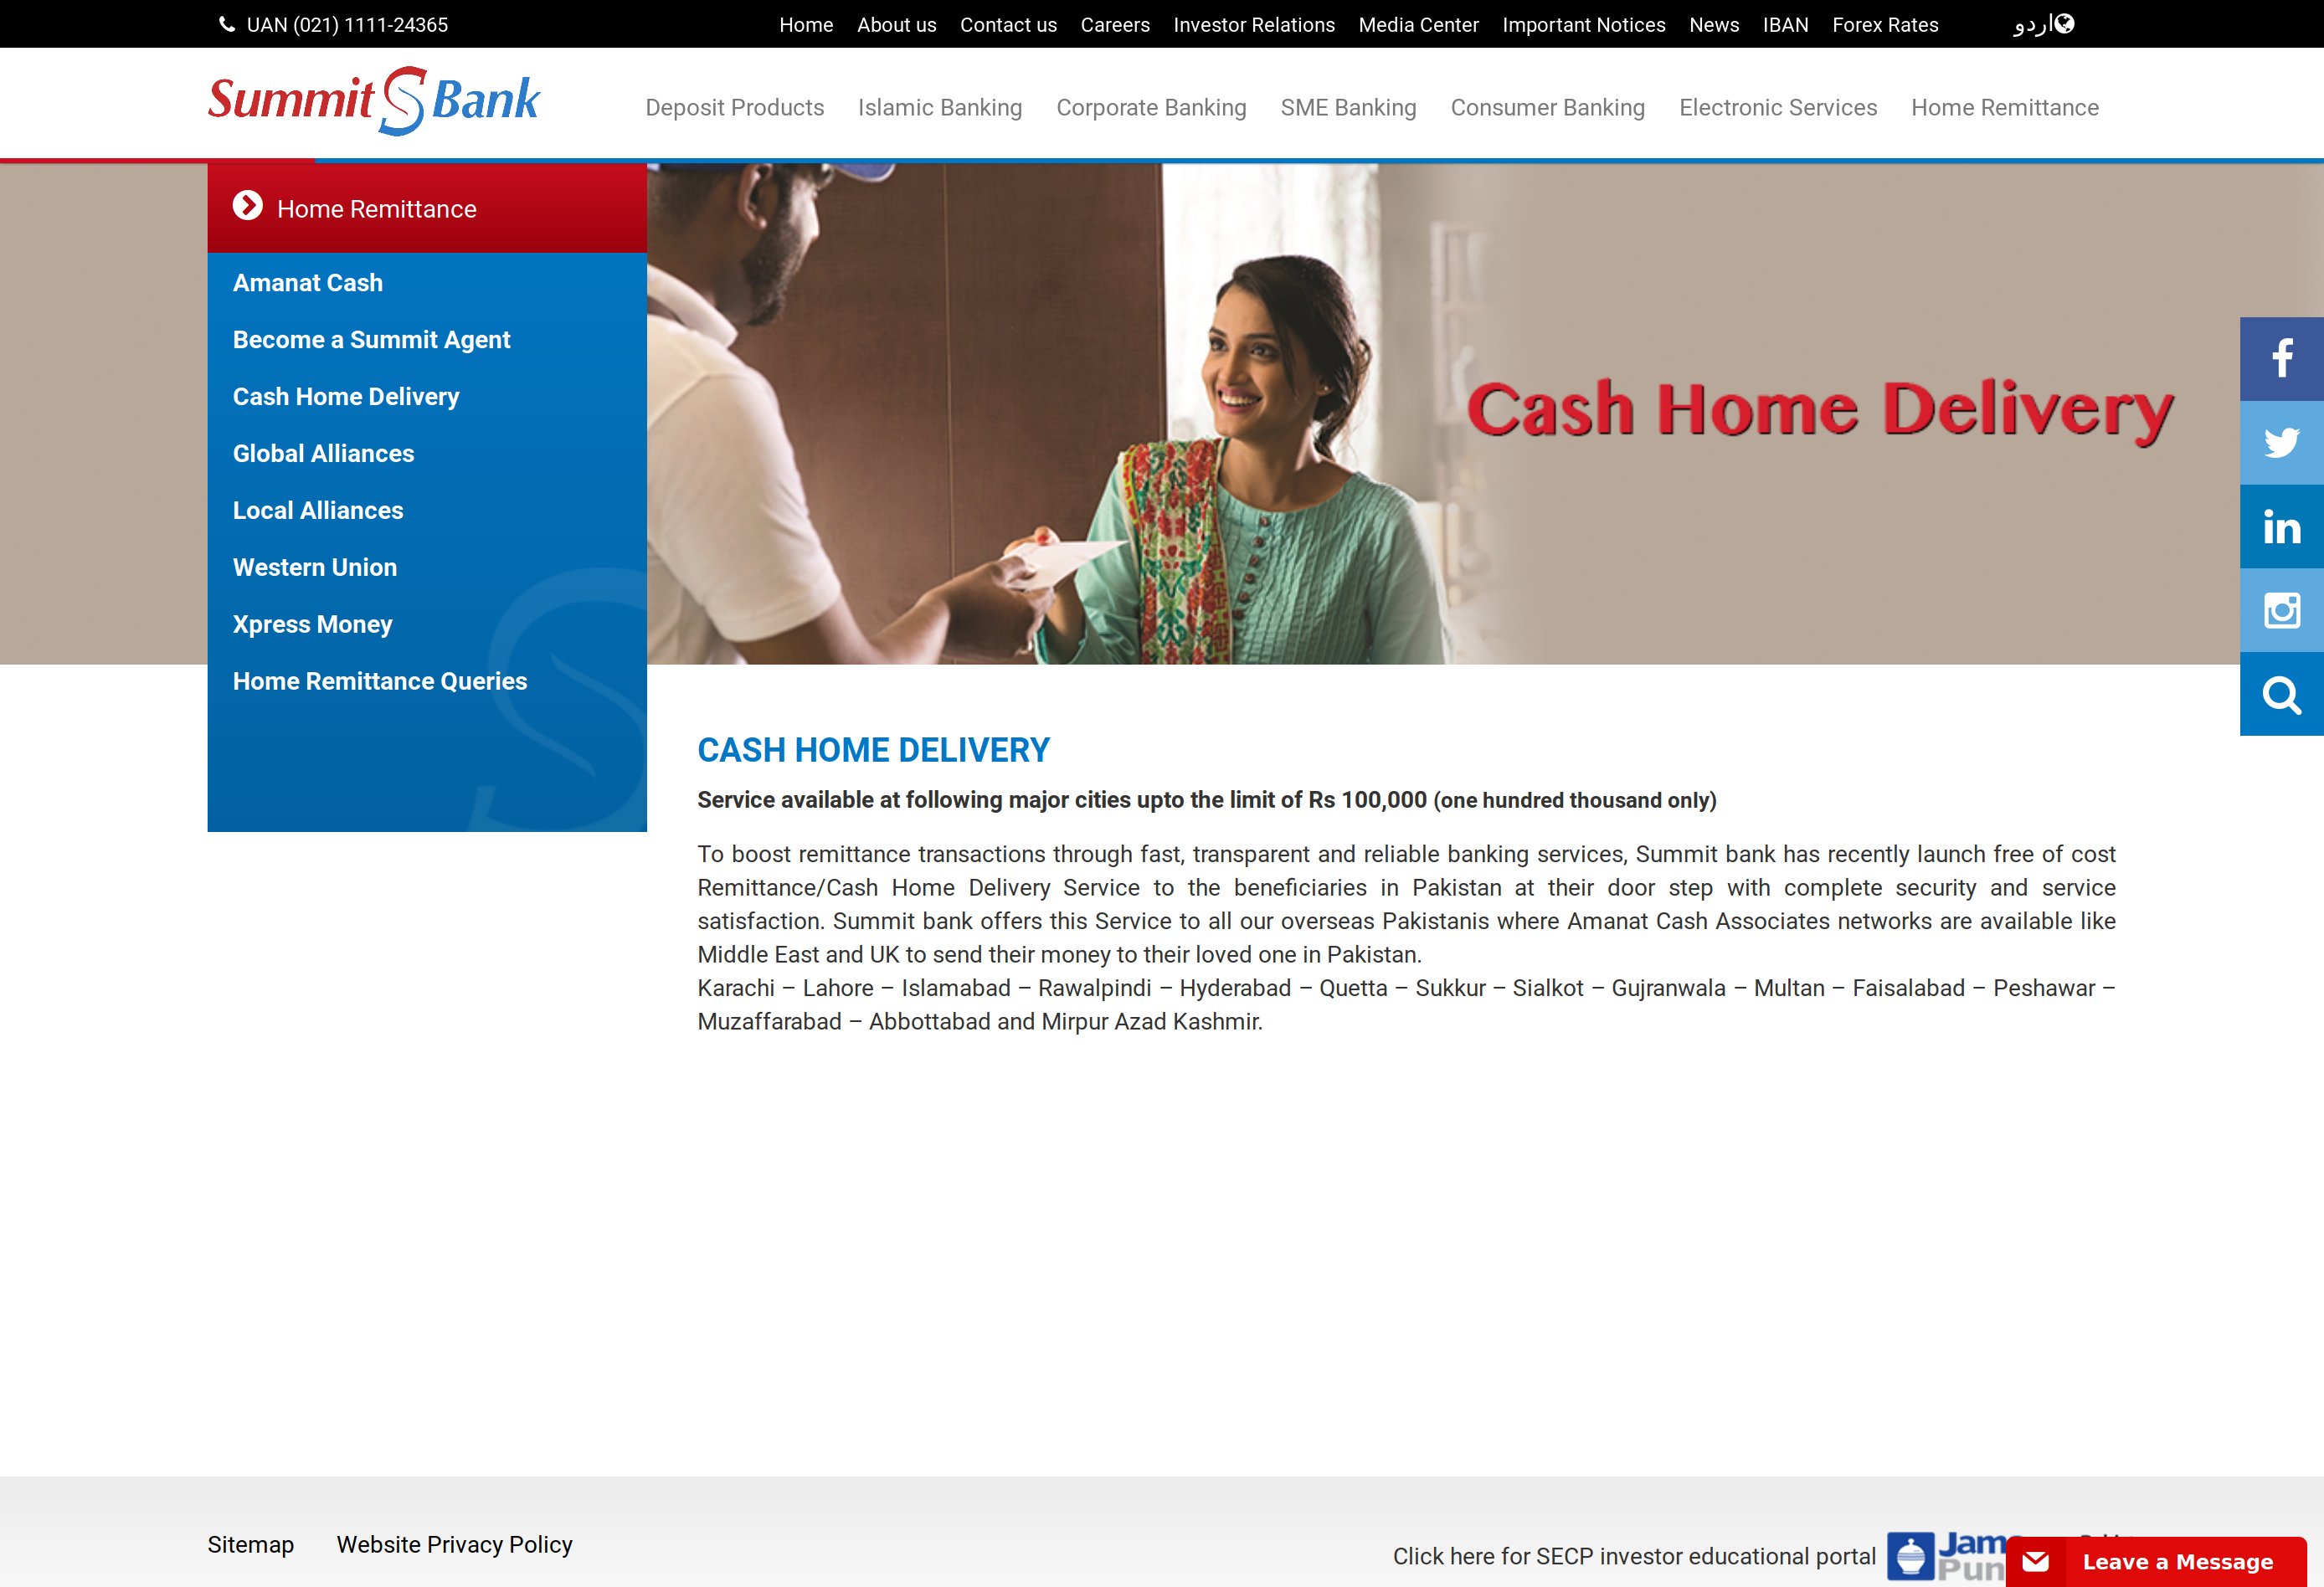 UAN (021) 1111-24365
Home About us Contact us Careers Investor Relations Media Center Important Notices News IBAN Forex Rates اردو
Summit S Bank
Deposit Products Islamic Banking Corporate Banking SME Banking Consumer Banking Electronic Services Home Remittance
Home Remittance
Amanat Cash
Become a Summit Agent
Cash Home Delivery
Global Alliances
Local Alliances
Western Union
Xpress Money
Home Remittance Queries
Cash Home Delivery
CASH HOME DELIVERY
Service available at following major cities upto the limit of Rs 100,000 (one hundred thousand only)
To boost remittance transactions through fast, transparent and reliable banking services, Summit bank has recently launch free of cost
Remittance/Cash Home Delivery Service to the beneficiaries in Pakistan at their door step with complete security and service
satisfaction. Summit bank offers this Service to all our overseas Pakistanis where Amanat Cash Associates networks are available like
Middle East and UK to send their money to their loved one in Pakistan.
Karachi – Lahore – Islamabad – Rawalpindi – Hyderabad – Quetta – Sukkur – Sialkot – Gujranwala – Multan – Faisalabad – Peshawar –
Muzaffarabad – Abbottabad and Mirpur Azad Kashmir.
Sitemap Website Privacy Policy
Click here for SECP investor educational portal
Jam
Pun
Leave a Message